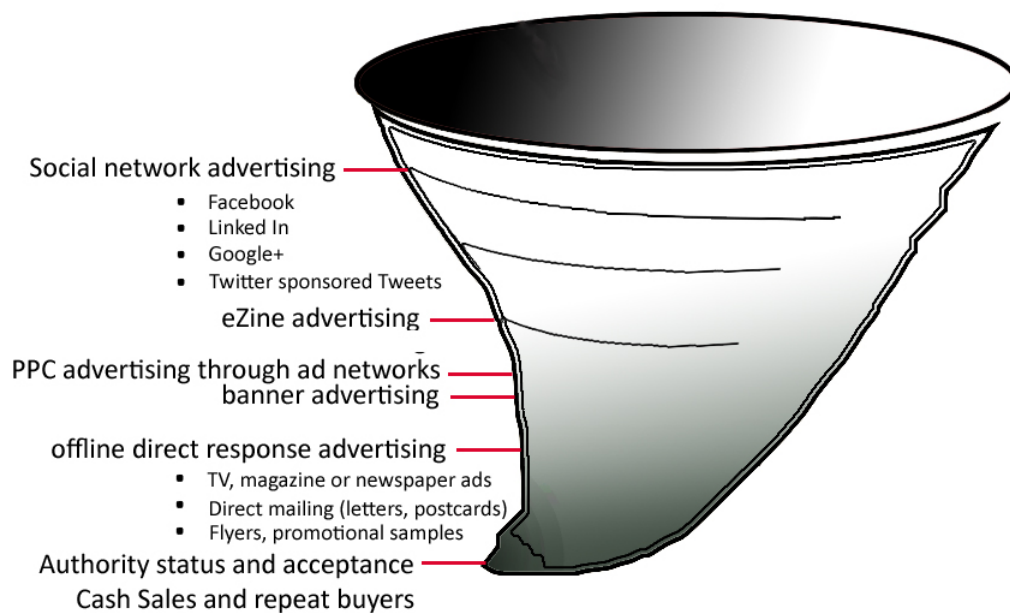 Social network advertising
Facebook
Linked In
Google+
Twitter sponsored Tweets
eZine advertising
PPC advertising through ad networks
banner advertising
offline direct response advertising
TV, magazine or newspaper ads
Direct mailing (letters, postcards)
Flyers, promotional samples
Authority status and acceptance
Cash Sales and repeat buyers